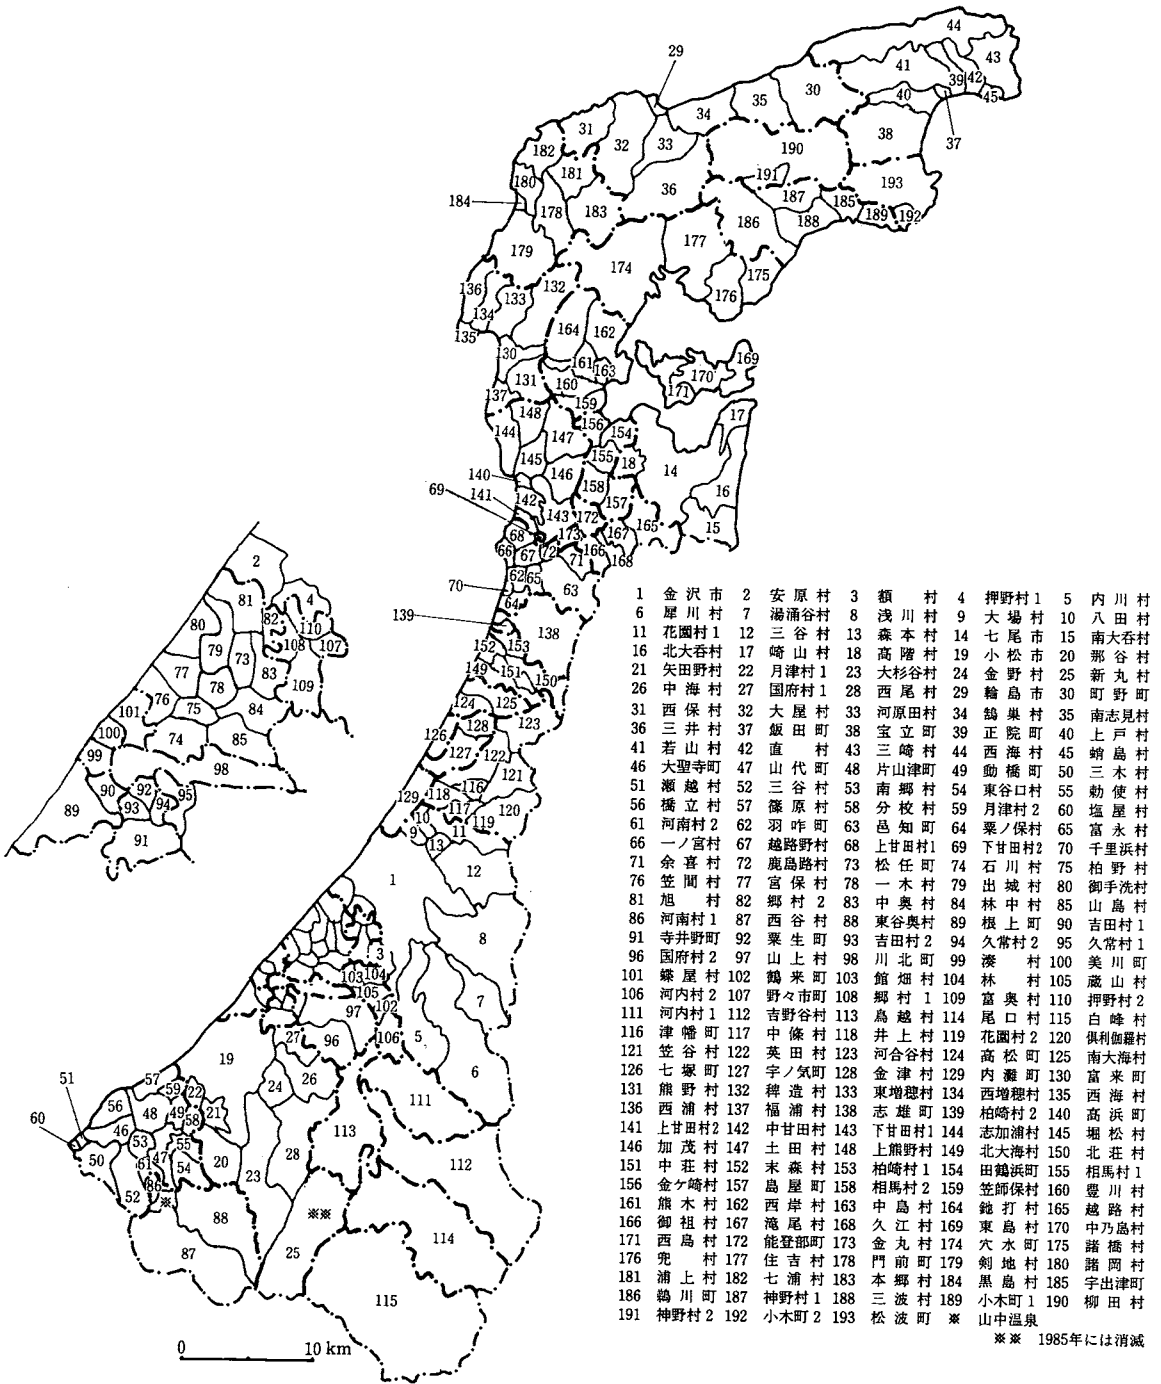 1 金沢市 2 安原村 3 額村 4 押野村1 5 内川村
6 犀川村 7 湯涌谷村 8 浅川村 9 大場村 10 八田村
11 花園村1 12 三谷村 13 森本村 14 七尾市 15 南大呑村
16 北大呑村 17 崎山村 18 高階村 19 小松市 20 那谷村
21 矢田野村 22 月津村1 23 大杉谷村 24 金野村 25 新丸村
26 中海村 27 国府村1 28 西尾村 29 輪島市 30 町野町
31 西保村 32 大屋村 33 河原田村 34 鵠巣村 35 南志見村
36 三井村 37 飯田町 38 宝立町 39 正院町 40 上戸村
41 若山村 42 直村 43 三崎村 44 西海村 45 蛸島村
46 大聖寺町 47 山代町 48 片山津町 49 動橋町 50 三木村
51 瀬越村 52 三谷村 53 南郷村 54 東谷口村 55 勅使村
56 橋立村 57 篠原村 58 分校村 59 月津村2 60 塩屋村
61 河南村2 62 羽咋町 63 邑知町 64 粟ノ保村 65 富永村
66 一ノ宮村 67 越路野村 68 上甘田村1 69 下甘田村2 70 千里浜村
71 余喜村 72 鹿島路村 73 松任町 74 石川村 75 柏野村
76 笠間村 77 宮保村 78 一木村 79 出城村 80 御手洗村
81 旭村 82 郷村2 83 中奥村 84 林中村 85 山島村
86 河南村1 87 西谷村 88 東谷奥村 89 根上町 90 吉田村1
91 寺井野町 92 粟生町 93 吉田村2 94 久常村2 95 久常村1
96 国府村2 97 山上村 98 川北町 99 湊村 100 美川町
101 蝶屋村 102 鶴来町 103 館畑村 104 林村 105 蔵山村
106 河内村2 107 野々市町 108 郷村1 109 富奥村 110 押野村2
111 河内村1 112 吉野谷村 113 鳥越村 114 尾口村 115 白峰村
116 津幡町 117 中條村 118 井上村 119 花園村2 120 倶利伽羅村
121 笠谷村 122 英田村 123 河合谷村 124 高松町 125 南大海村
126 七塚町 127 宇ノ気町 128 金津村 129 内灘町 130 富来町
131 熊野村 132 稗造村 133 東増穂村 134 西増穂村 135 西海村
136 西浦村 137 福浦村 138 志雄町 139 柏崎村2 140 高浜町
141 上甘田村2 142 中甘田村 143 下甘田村1 144 志加浦村 145 堀松村
146 加茂村 147 土田村 148 上熊野村 149 北大海村 150 北荘村
151 中荘村 152 末森村 153 柏崎村1 154 田鶴浜町 155 相馬村1
156 金ケ崎村 157 鳥屋町 158 相馬村2 159 笠師保村 160 豊川村
161 熊木村 162 西岸村 163 中島村 164 釶打村 165 越路村
166 御祖村 167 滝尾村 168 久江村 169 東島村 170 中乃島村
171 西島村 172 能登部町 173 金丸村 174 穴水町 175 諸橋村
176 兜村 177 住吉村 178 門前町 179 剣地村 180 諸岡村
181 浦上村 182 七浦村 183 本郷村 184 黒島村 185 宇出津町
186 鵜川町 187 神野村1 188 三波村 189 小木町1 190 柳田村
191 神野村2 192 小木町2 193 松波町 ※ 山中温泉
※※ 1985年には消滅
0 10 km